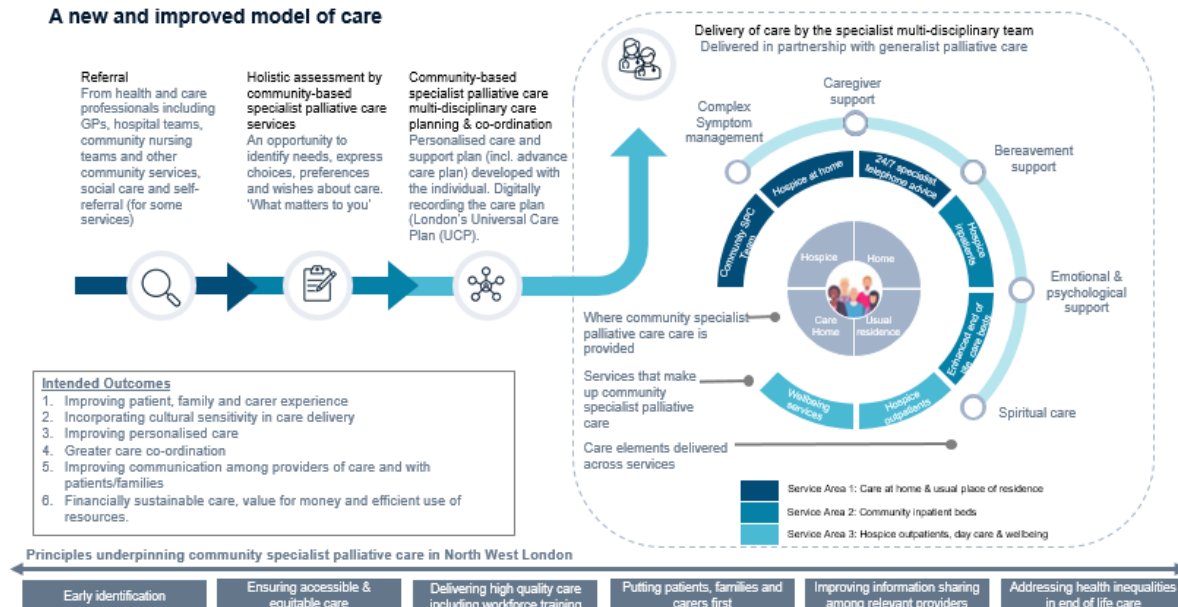 A new and improved model of care
Referral
From health and care
professionals including
GPs, hospital teams,
community nursing
teams and other
community services,
social care and self-
referral (for some
services)
Holistic assessment by
community-based
specialist palliative care
services
An opportunity to
identify needs, express
choices, preferences
and wishes about care.
‘What matters to you’
Community-based
specialist palliative care
multi-disciplinary care
planning & co-ordination
Personalised care and
support plan (incl. advance
care plan) developed with
the individual. Digitally
recording the care plan
(London’s Universal Care
Plan (UCP).
Delivery of care by the specialist multi-disciplinary team
Delivered in partnership with generalist palliative care
Complex
Symptom
management
Caregiver
support
Bereavement
support
Emotional &
psychological
support
Spiritual care
Community SPC
Team
Hospice at home
24/7 specialist
telephone advice
Hospice
inpatients
Enhanced end of
life care beds
Hospice
outpatients
Wellbeing
services
Hospice
Home
Care
Home
Usual
residence
Where community specialist
palliative care care is
provided
Services that make
up community
specialist palliative
care
Care elements delivered
across services
Service Area 1: Care at home & usual place of residence
Service Area 2: Community inpatient beds
Service Area 3: Hospice outpatients, day care & wellbeing
Intended Outcomes
1. Improving patient, family and carer experience
2. Incorporating cultural sensitivity in care delivery
3. Improving personalised care
4. Greater care co-ordination
5. Improving communication among providers of care and with
patients/families
6. Financially sustainable care, value for money and efficient use of
resources.
Principles underpinning community specialist palliative care in North West London
Early identification
Ensuring accessible &
equitable care
Delivering high quality care
including workforce training
Putting patients, families and
carers first
Improving information sharing
among relevant providers
Addressing health inequalities
in end of life care